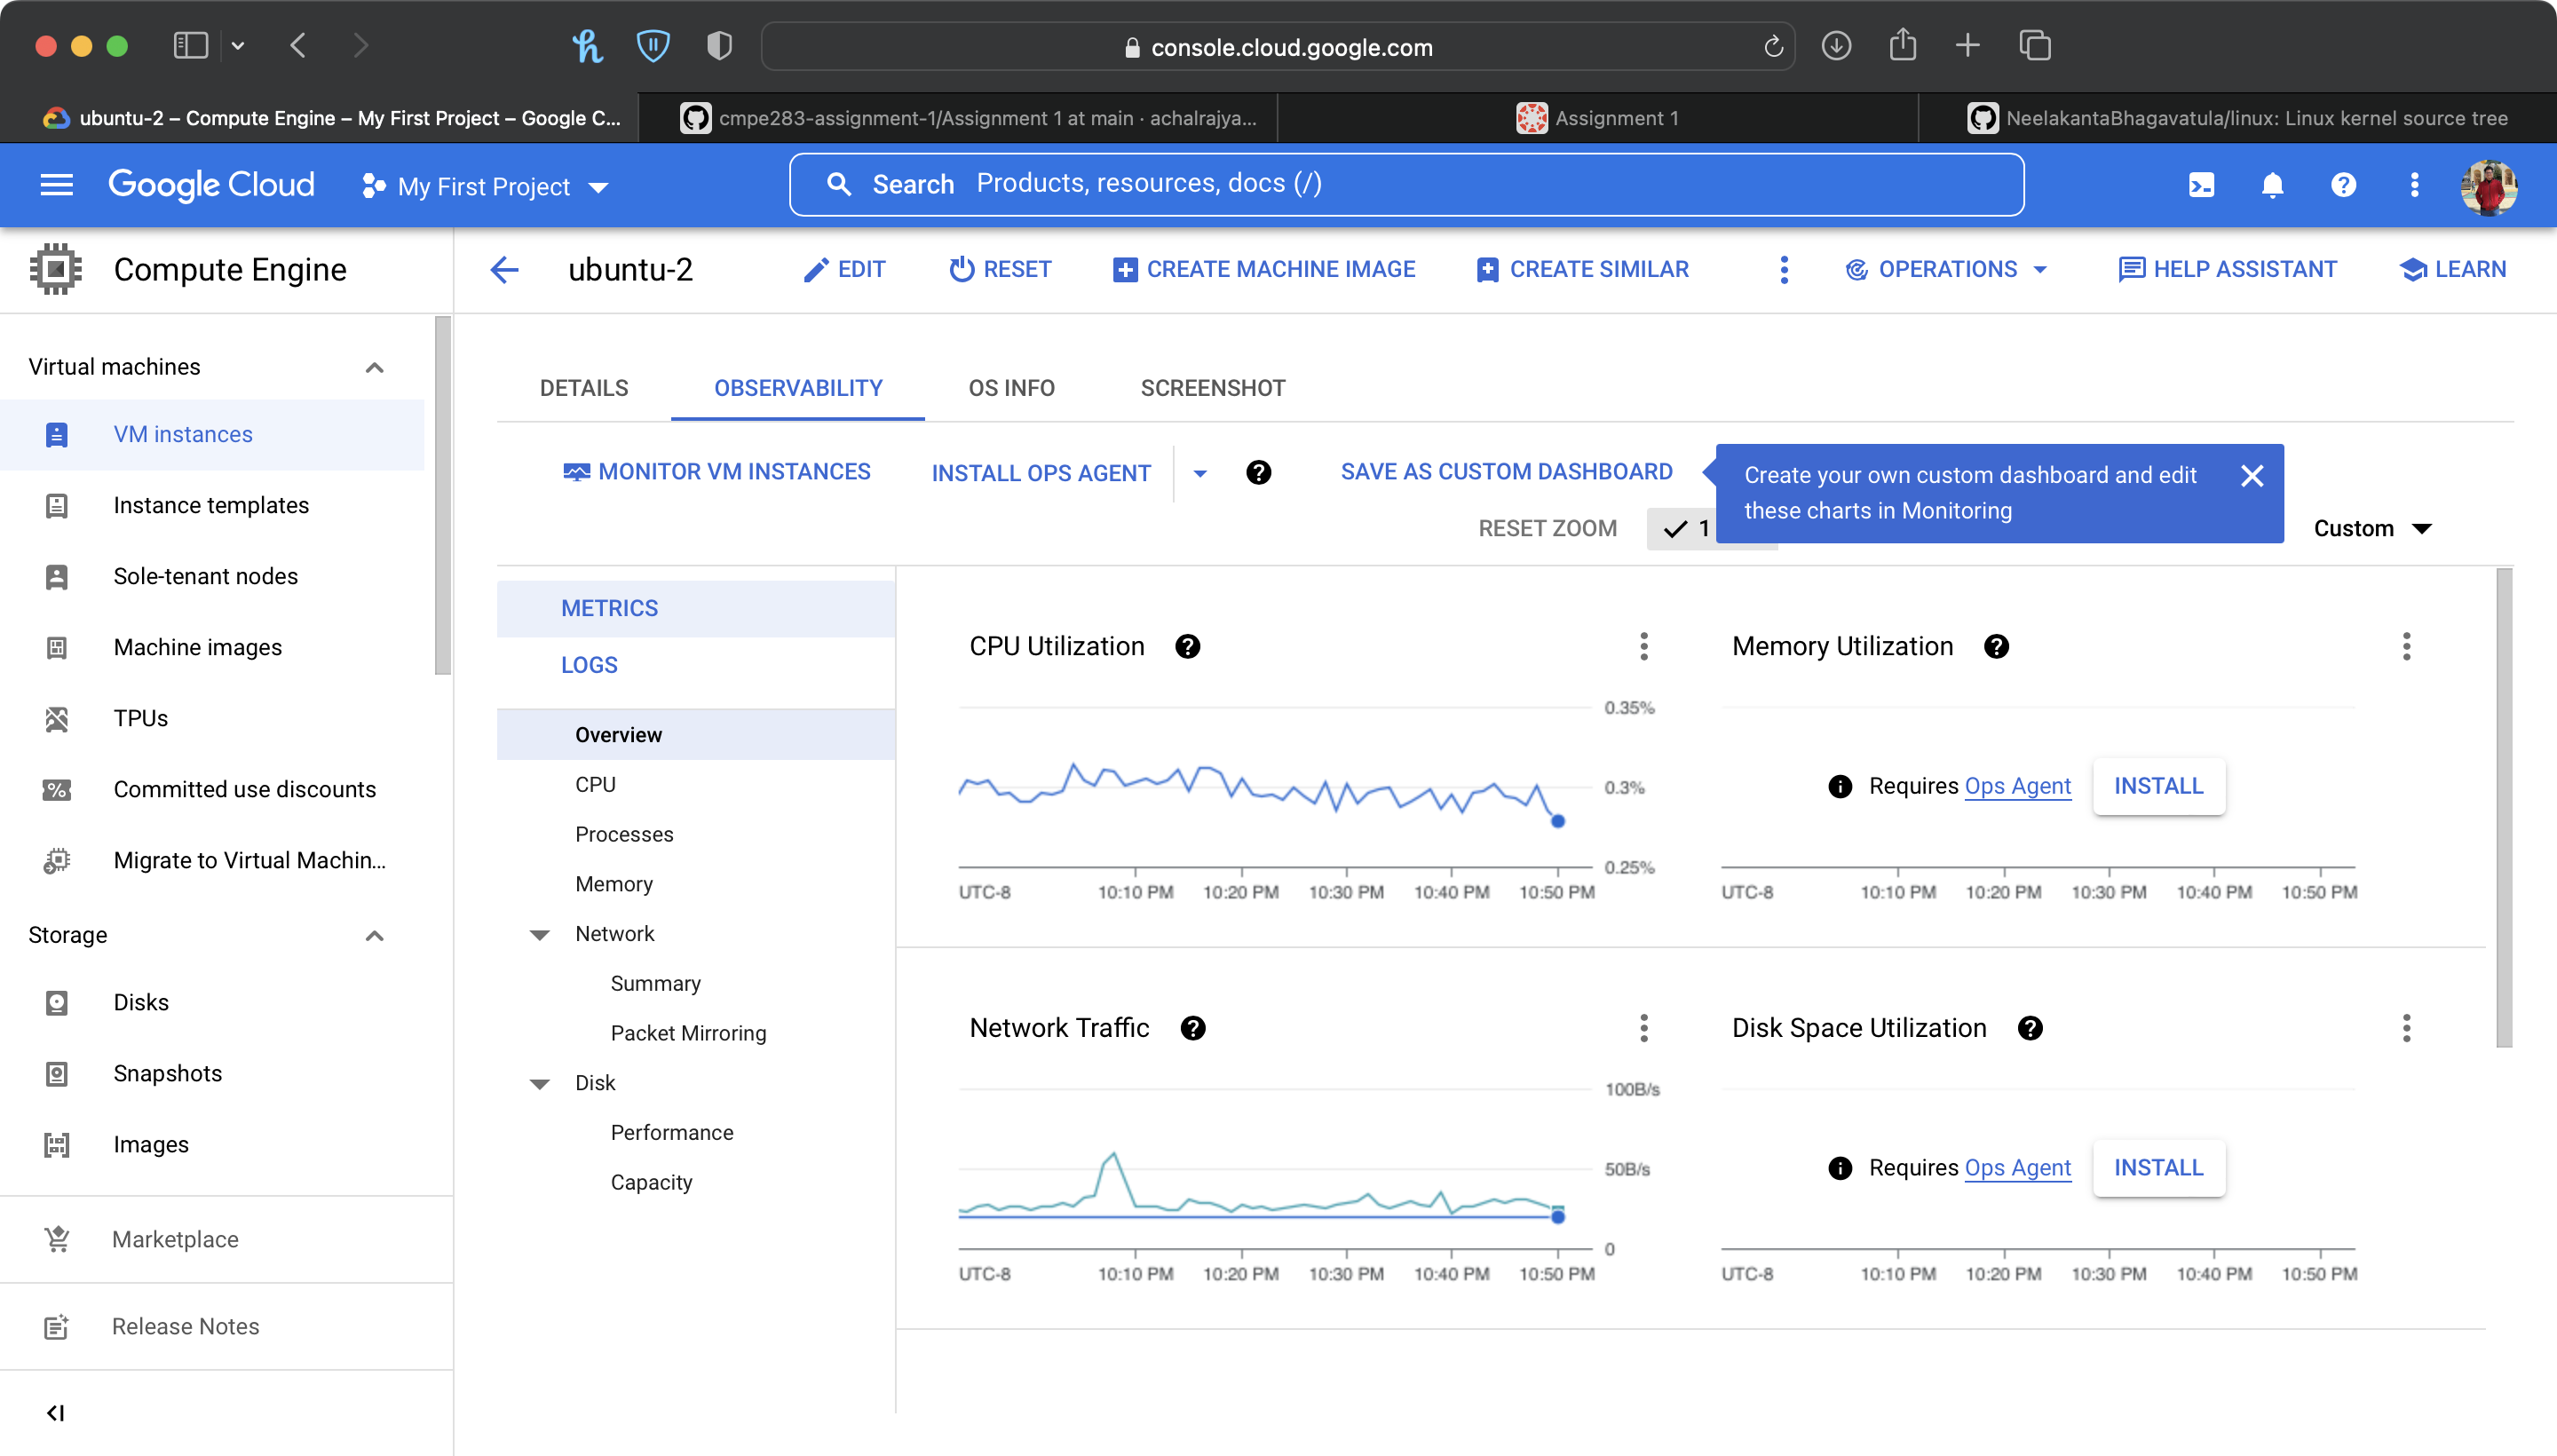 console.cloud.google.com
ubuntu-2 – Compute Engine – My First Project – Google C...
cmpe283-assignment-1/Assignment 1 at main · achalrajya...
Assignment 1
NeelakantaBhagavatula/linux: Linux kernel source tree
Google Cloud
My First Project
Search Products, resources, docs (/)
Compute Engine
ubuntu-2
EDIT
RESET
CREATE MACHINE IMAGE
CREATE SIMILAR
OPERATIONS
HELP ASSISTANT
LEARN
Virtual machines
VM instances
Instance templates
Sole-tenant nodes
Machine images
TPUs
Committed use discounts
Migrate to Virtual Machin...
Storage
Disks
Snapshots
Images
Marketplace
Release Notes
DETAILS
OBSERVABILITY
OS INFO
SCREENSHOT
MONITOR VM INSTANCES
INSTALL OPS AGENT
SAVE AS CUSTOM DASHBOARD
Create your own custom dashboard and edit
these charts in Monitoring
RESET ZOOM
1
Custom
METRICS
LOGS
Overview
CPU
Processes
Memory
Network
Summary
Packet Mirroring
Disk
Performance
Capacity
CPU Utilization
0.35%
0.3%
0.25%
UTC-8 10:10 PM 10:20 PM 10:30 PM 10:40 PM 10:50 PM
Memory Utilization
Requires Ops Agent INSTALL
UTC-8 10:10 PM 10:20 PM 10:30 PM 10:40 PM 10:50 PM
Network Traffic
100B/s
50B/s
0
UTC-8 10:10 PM 10:20 PM 10:30 PM 10:40 PM 10:50 PM
Disk Space Utilization
Requires Ops Agent INSTALL
UTC-8 10:10 PM 10:20 PM 10:30 PM 10:40 PM 10:50 PM